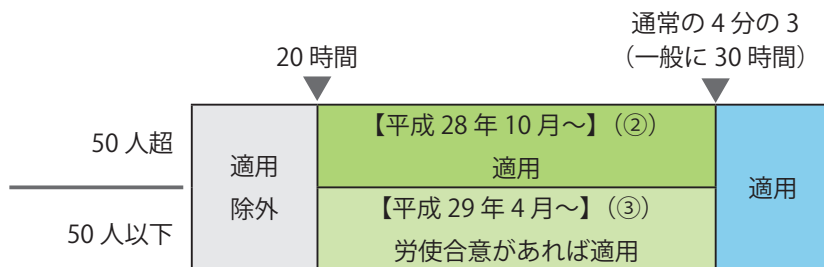 通常の4分の3
20時間
（一般に30時間）
50人超
【平成28年10月～】（②）
適用
適用
除外
適用
50人以下
【平成29年4月～】（③）
労使合意があれば適用